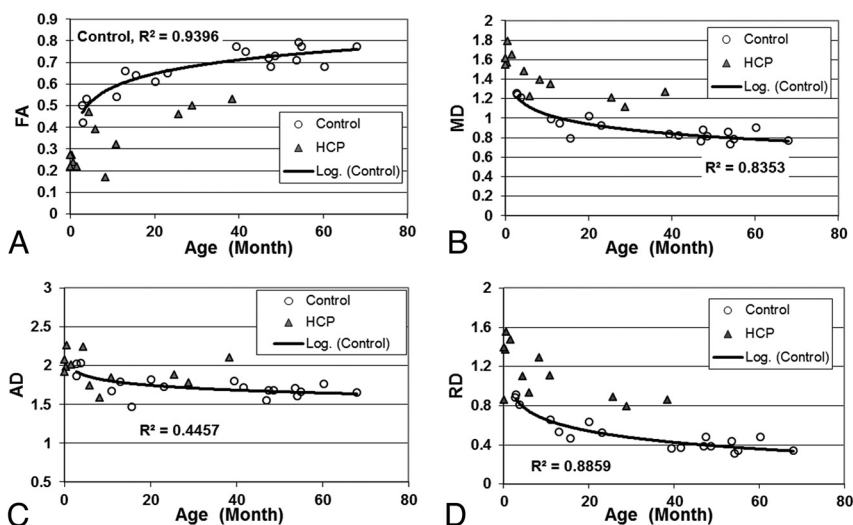 0.9
0.8
0.7
0.6
0.5
0.4
0.3
0.2
0.1
0
FA
Control, R² = 0.9396
Control
HCP
Log. (Control)
0 20 40 60 80
Age (Month)
A
2
1.8
1.6
1.4
1.2
1
0.8
0.6
0.4
0.2
0
MD
Control
HCP
Log. (Control)
R² = 0.8353
0 20 40 60 80
Age (Month)
B
3
2.5
2
1.5
1
0.5
AD
Control
HCP
Log. (Control)
R² = 0.4457
0 20 40 60 80
Age (Month)
C
2
1.6
1.2
0.8
0.4
0
RD
Control
HCP
Log. (Control)
R² = 0.8859
0 20 40 60 80
Age (Month)
D